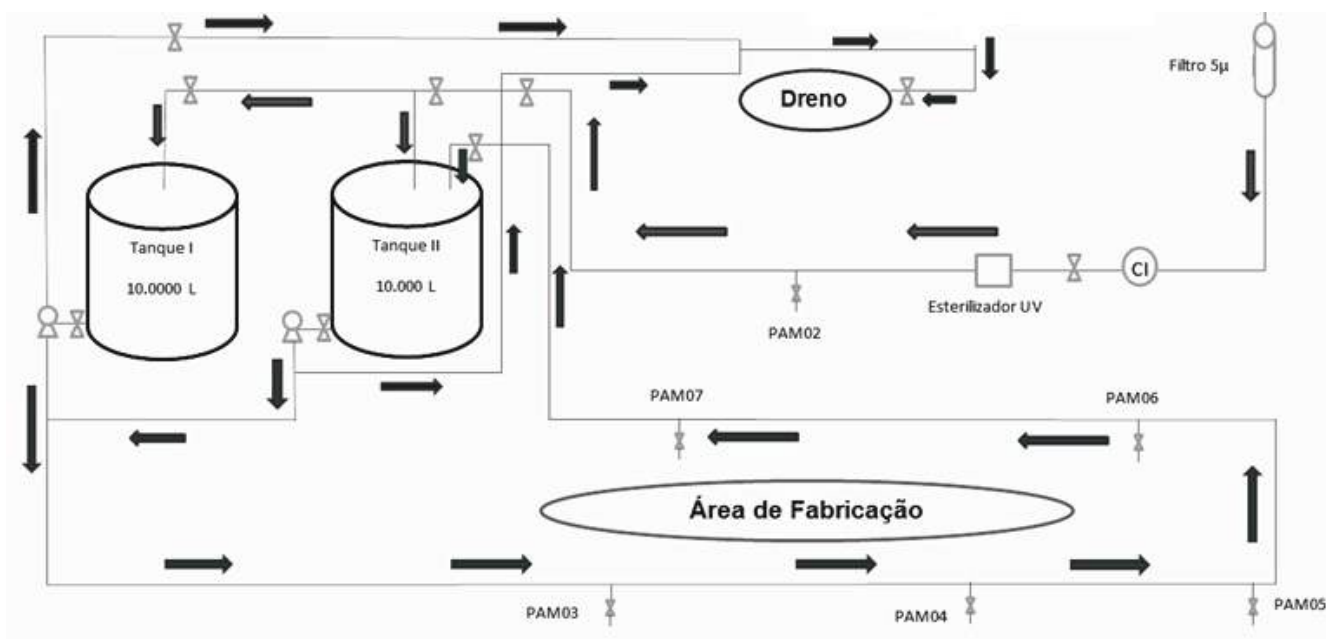 Filtro 5µ
Dreno
Tanque I
10.0000 L
Tanque II
10.000 L
CI
Esterilizador UV
PAM02
PAM07
PAM06
Área de Fabricação
PAM03
PAM04
PAM05